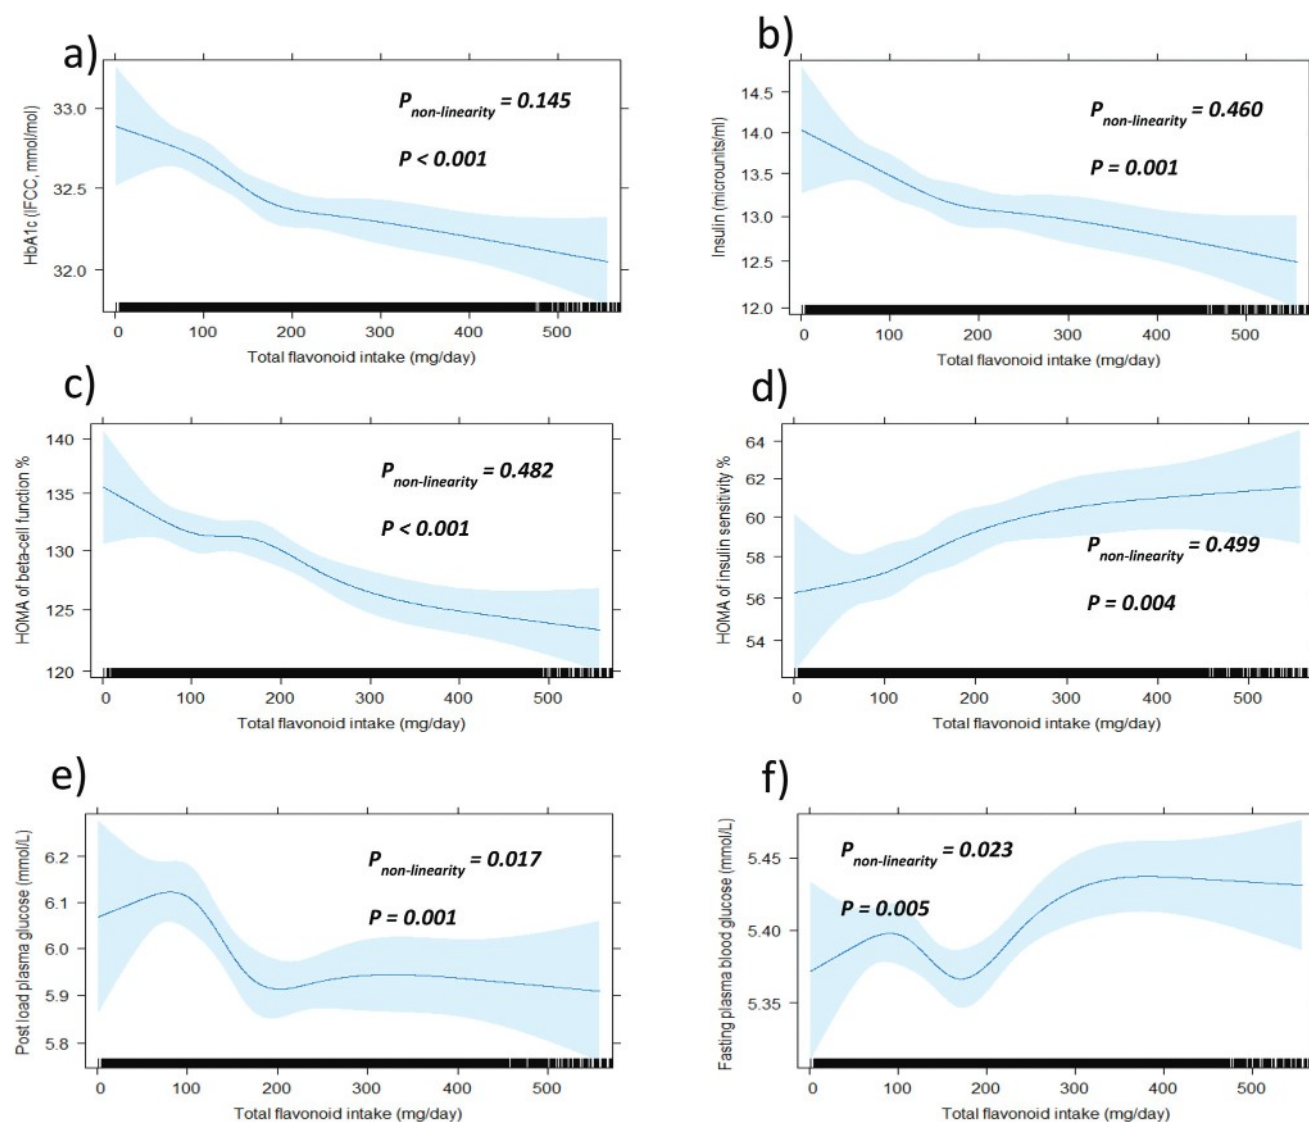 a)
HbA1c (IFCC, mmol/mol)
33.0
32.5
32.0
P non-linearity = 0.145
P < 0.001
0 100 200 300 400 500
Total flavonoid intake (mg/day)
b)
Insulin (microunits/ml)
14.5
14.0
13.5
13.0
12.5
12.0
P non-linearity = 0.460
P = 0.001
0 100 200 300 400 500
Total flavonoid intake (mg/day)
c)
HOMA of beta-cell function %
140
135
130
125
120
P non-linearity = 0.482
P < 0.001
0 100 200 300 400 500
Total flavonoid intake (mg/day)
d)
HOMA of insulin sensitivity %
64
62
60
58
56
54
P non-linearity = 0.499
P = 0.004
0 100 200 300 400 500
Total flavonoid intake (mg/day)
e)
Post load plasma glucose (mmol/L)
6.2
6.1
6.0
5.9
5.8
P non-linearity = 0.017
P = 0.001
0 100 200 300 400 500
Total flavonoid intake (mg/day)
f)
Fasting plasma blood glucose (mmol/L)
5.45
5.40
5.35
P non-linearity = 0.023
P = 0.005
0 100 200 300 400 500
Total flavonoid intake (mg/day)